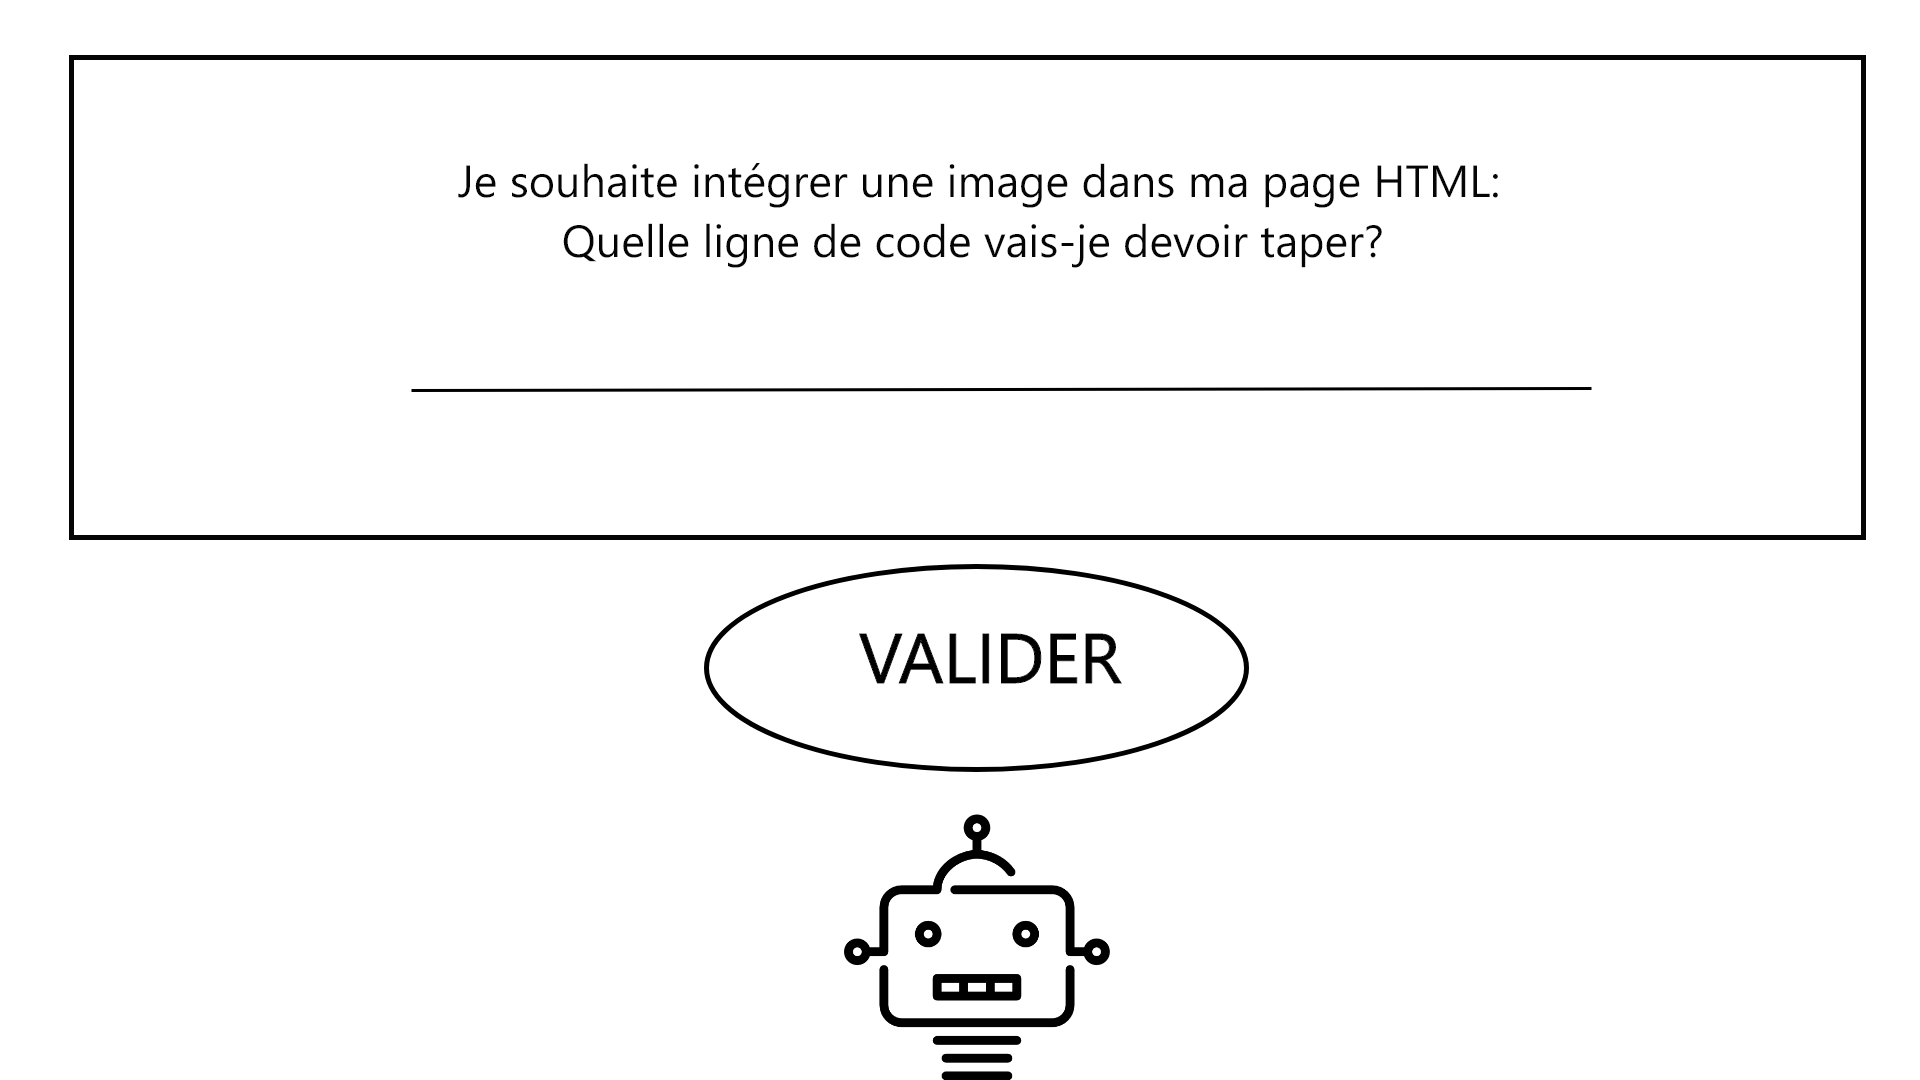 Je souhaite intégrer une image dans ma page HTML:
Quelle ligne de code vais-je devoir taper?
VALIDER